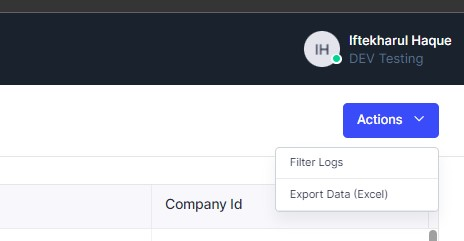 IH
Iftekharul Haque
DEV Testing
Actions
Filter Logs
Export Data (Excel)
Company Id